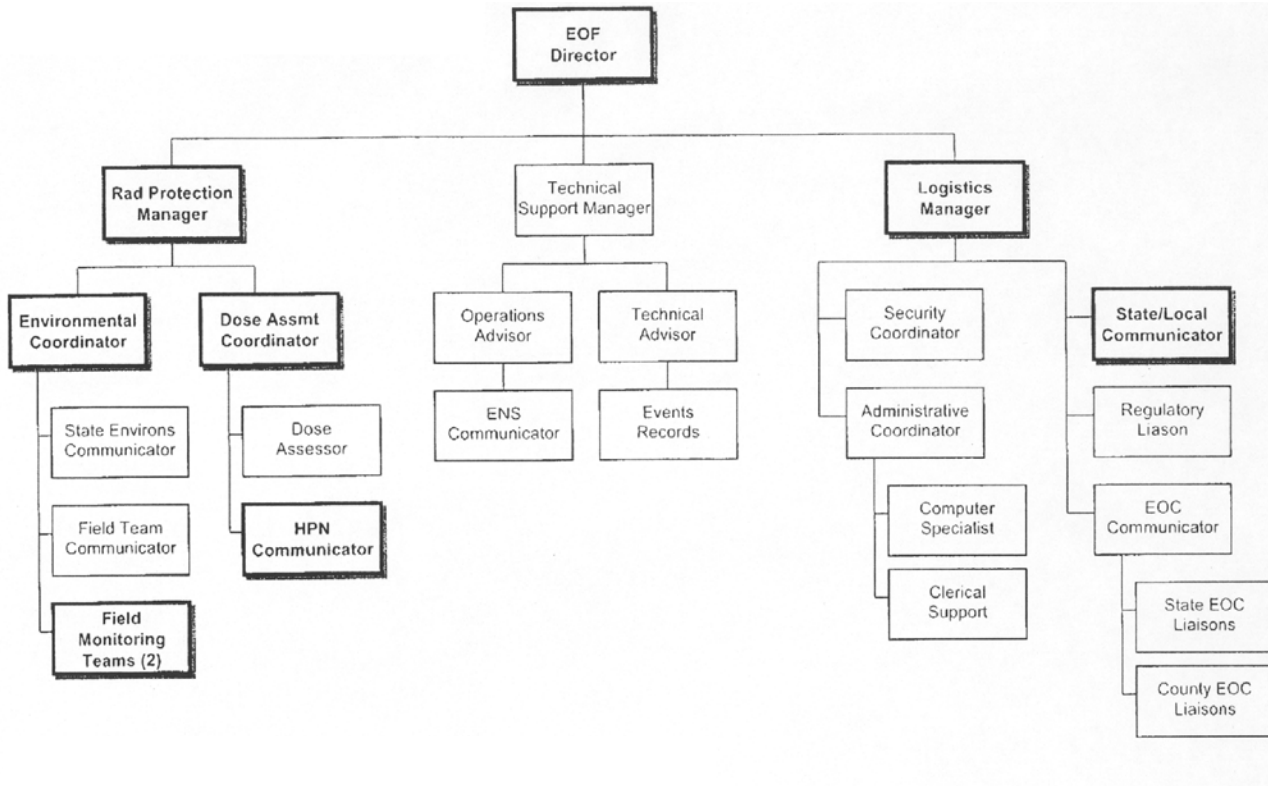 EOF
Director
Rad Protection
Manager
Technical
Support Manager
Logistics
Manager
Environmental
Coordinator
Dose Assmt
Coordinator
Operations
Advisor
Technical
Advisor
Security
Coordinator
State/Local
Communicator
State Environs
Communicator
Dose
Assessor
ENS
Communicator
Events
Records
Administrative
Coordinator
Regulatory
Liason
Field Team
Communicator
HPN
Communicator
Computer
Specialist
EOC
Communicator
Clerical
Support
State EOC
Liaisons
Field
Monitoring
Teams (2)
County EOC
Liaisons